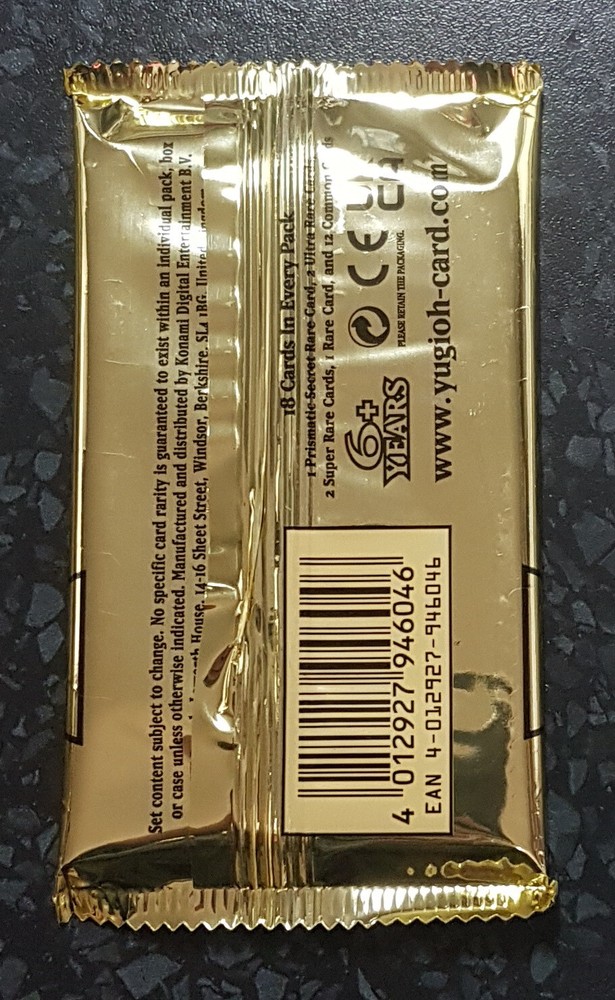 Set content subject to change. No specific card rarity is guaranteed to exist within an individual pack, box
or case unless otherwise indicated. Manufactured and distributed by Konami Digital Entertainment B.V.
House, 14-16 Sheet Street, Windsor, Berkshire. SL4 1BG. United
18 Cards In Every Pack
1 Prismatic Secret Rare Card, 2 Ultra Rare
2 Super Rare Cards, 1 Rare Card, and 12 Common
6+
YEARS
CE
UK
CA
PLEASE RETAIN THE PACKAGING.
www.yugioh-card.com
4 012927 946046
EAN 4-012927-946046